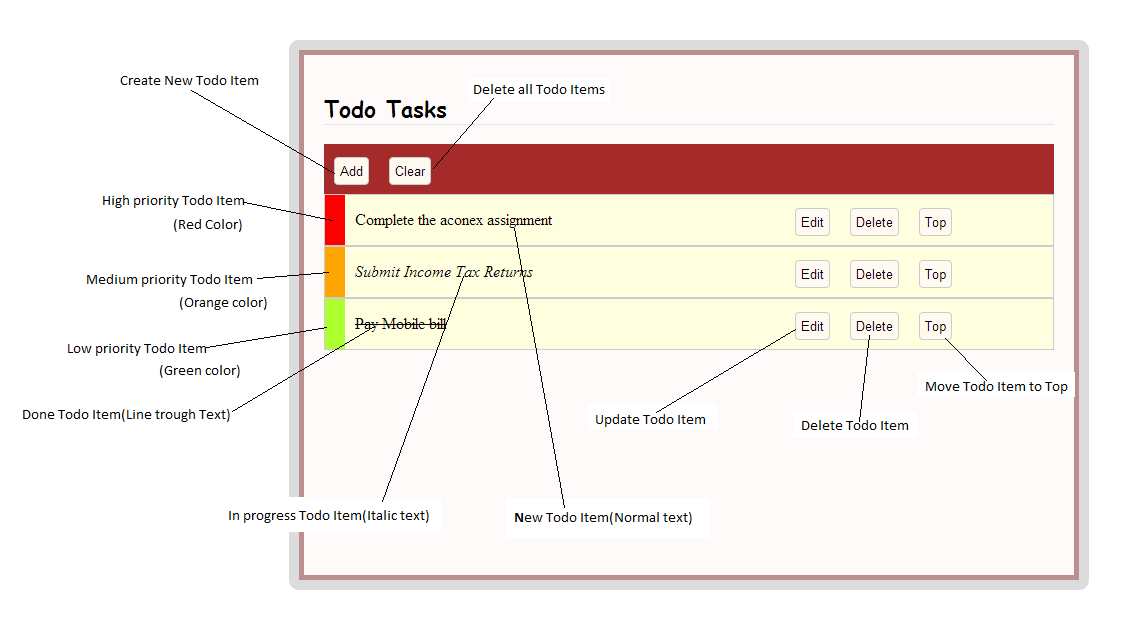 Create New Todo Item
Delete all Todo Items
Todo Tasks
Add Clear
High priority Todo Item
(Red Color)
Complete the aconex assignment Edit Delete Top
Medium priority Todo Item
(Orange color)
Submit Income Tax Returns Edit Delete Top
Low priority Todo Item
(Green color)
Pay Mobile bill Edit Delete Top
Move Todo Item to Top
Done Todo Item(Line trough Text)
Update Todo Item
Delete Todo Item
In progress Todo Item(Italic text)
New Todo Item(Normal text)